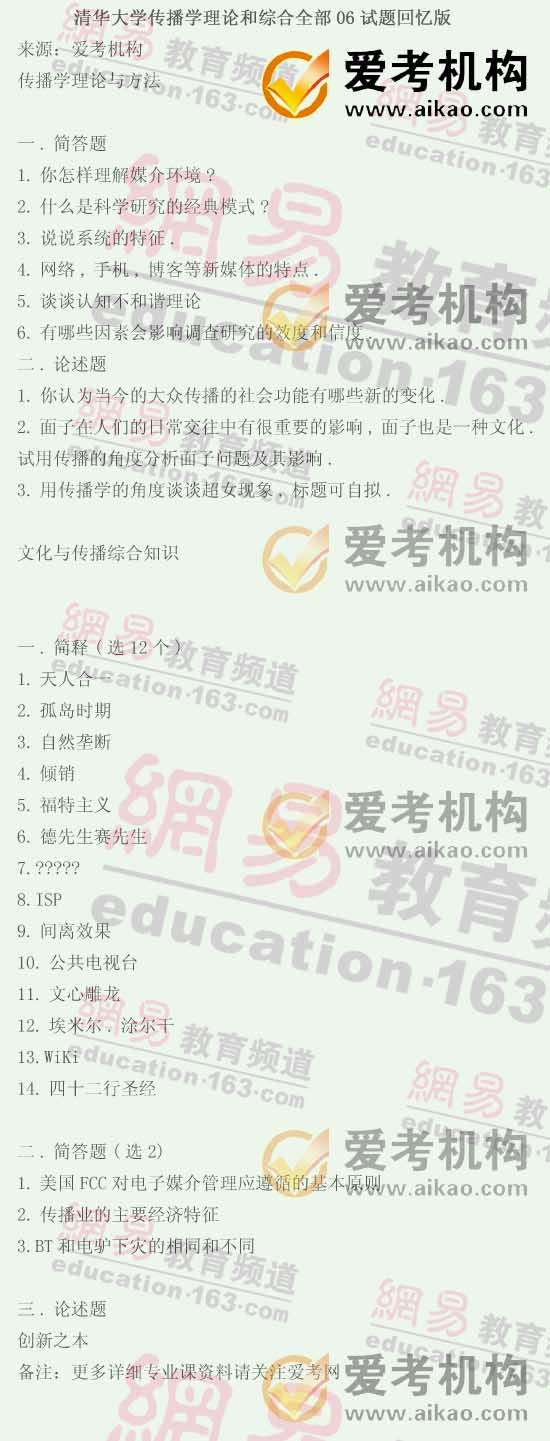 清华大学传播学理论和综合全部06试题回忆版
来源：爱考机构
传播学理论与方法
一．简答题
1. 你怎样理解媒介环境？
2. 什么是科学研究的经典模式？
3. 说说系统的特征．
4. 网络，手机，博客等新媒体的特点．
5. 谈谈认知不和谐理论
6. 有哪些因素会影响调查研究的效度和信度
二．论述题
1. 你认为当今的大众传播的社会功能有哪些新的变化．
2. 面子在人们的日常交往中有很重要的影响，面子也是一种文化．
试用传播的角度分析面子问题及其影响．
3. 用传播学的角度谈谈超女现象，标题可自拟．
文化与传播综合知识
一．简释（选12个）
1. 天人合一
2. 孤岛时期
3. 自然垄断
4. 倾销
5. 福特主义
6. 德先生赛先生
7.?????
8.ISP
9. 间离效果
10. 公共电视台
11. 文心雕龙
12. 埃米尔．涂尔干
13.WiKi
14. 四十二行圣经
二．简答题（选2)
1. 美国FCC对电子媒介管理应遵循的基本原则
2. 传播业的主要经济特征
3.BT和电驴下灾的相同和不同
三．论述题
创新之本
备注：更多详细专业课资料请关注爱考网
爱考机构
www.aikao.com
網易教育频道
education·163.com